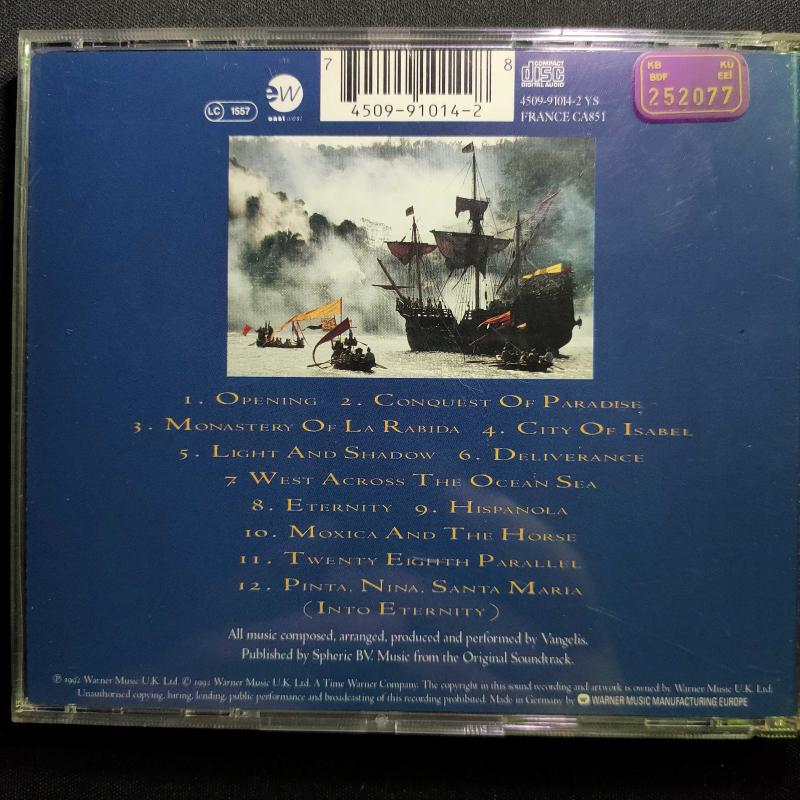 KB KÜ
BDF EEİ
252077
7 8
4509-91014-2
LC 1557
ew
east west
COMPACT
disc
DIGITAL AUDIO
4509-91014-2 YS
FRANCE CA851
1. OPENING 2. CONQUEST OF PARADISE
3. MONASTERY OF LA RABIDA 4. CITY OF ISABEL
5. LIGHT AND SHADOW 6. DELIVERANCE
7 WEST ACROSS THE OCEAN SEA
8. ETERNITY 9. HISPANOLA
10. MOXICA AND THE HORSE
11. TWENTY EIGHTH PARALLEL
12. PINTA, NINA, SANTA MARIA
(INTO ETERNITY)
All music composed, arranged, produced and performed by Vangelis.
Published by Spheric BV. Music from the Original Soundtrack.
℗ 1992 Warner Music U.K. Ltd. © 1992 Warner Music U.K. Ltd. A Time Warner Company. The copyright in this sound recording and artwork is owned by Warner Music U.K. Ltd.
Unauthorised copying, hiring, lending, public performance and broadcasting of this recording prohibited. Made in Germany by WARNER MUSIC MANUFACTURING EUROPE